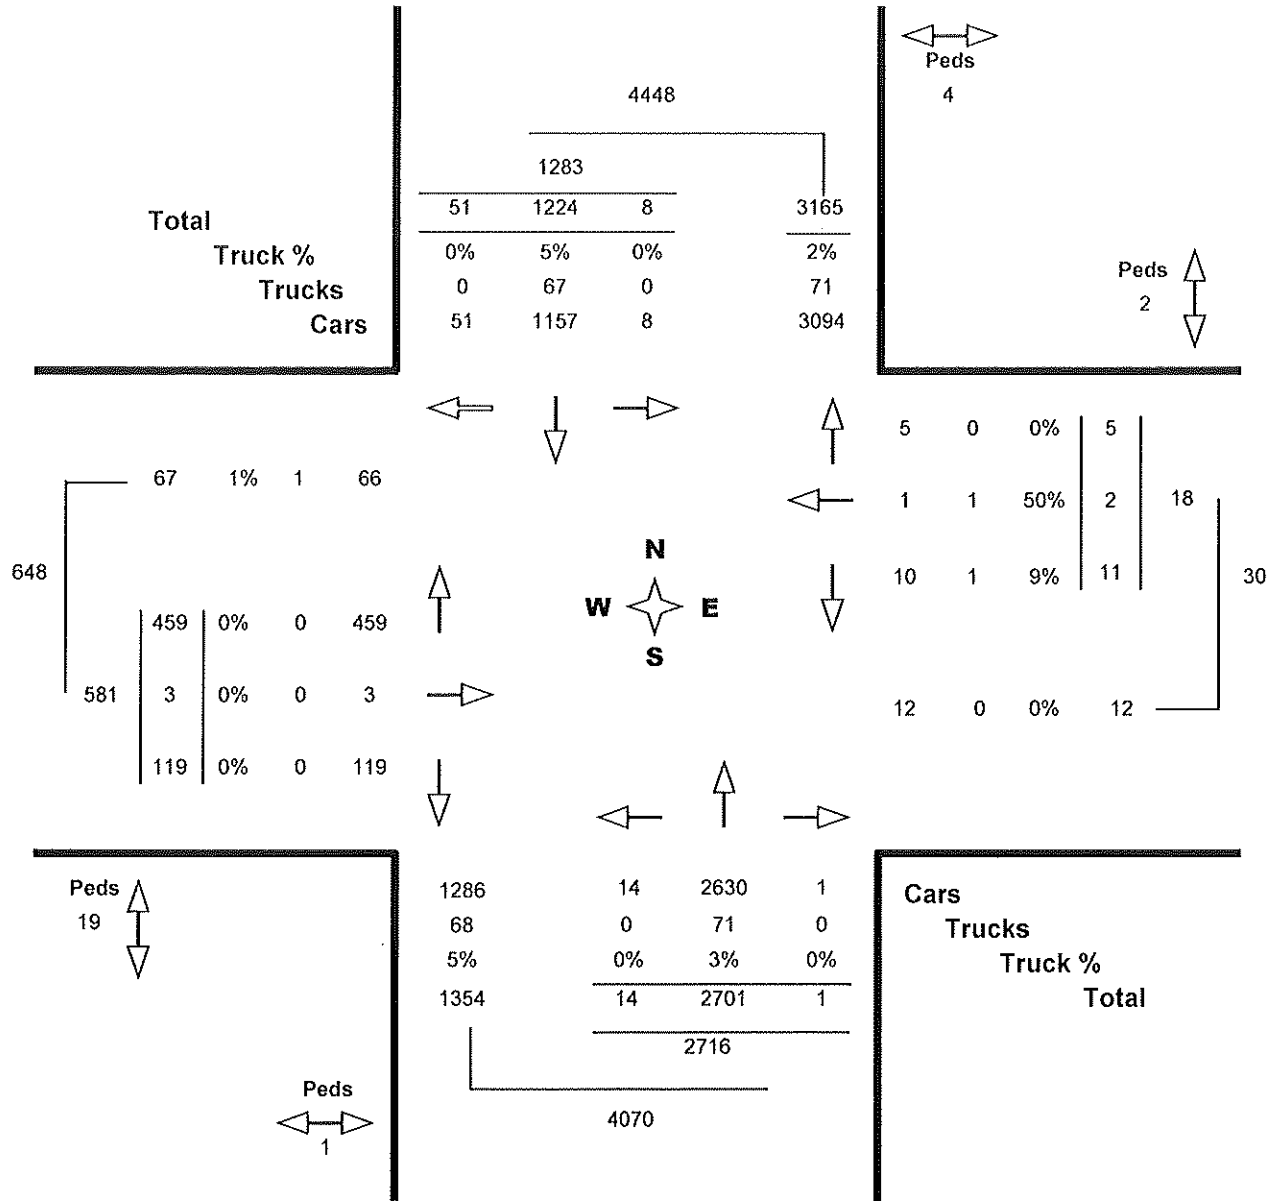 Peds
4
4448
1283
51 1224 8 3165
Total
0% 5% 0% 2%
Truck %
0 67 0 71
Trucks
51 1157 8 3094
Cars
Peds
2
5 0 0% 5
67 1% 1 66
1 1 50% 2 18
N
648
10 1 9% 11 30
W E
459 0% 0 459
S
581 3 0% 0 3
12 0 0% 12
119 0% 0 119
Peds
19
1286 14 2630 1
Cars
68 0 71 0
Trucks
5% 0% 3% 0%
Truck %
1354 14 2701 1
Total
2716
Peds
1
4070